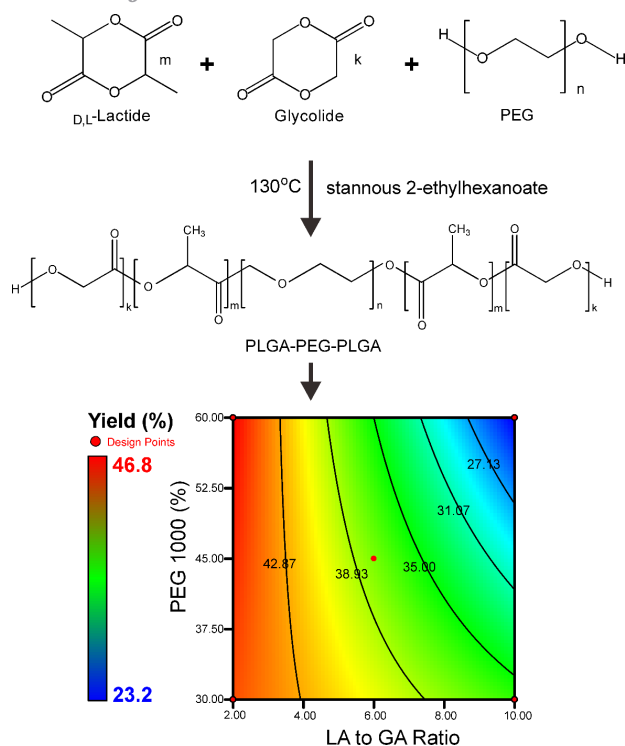 O
O
O
O
m
D,L-Lactide
+
O
O
O
O
k
Glycolide
+
H
O
O
H
n
PEG
130°C
stannous 2-ethylhexanoate
H
O
O
k
O
CH3
O
m
O
n
O
O
CH3
O
m
O
O
H
k
PLGA-PEG-PLGA
Yield (%)
Design Points
46.8
23.2
PEG 1000 (%)
60.00
52.50
45.00
37.50
30.00
42.87
38.93
35.00
31.07
27.13
2.00
4.00
6.00
8.00
10.00
LA to GA Ratio